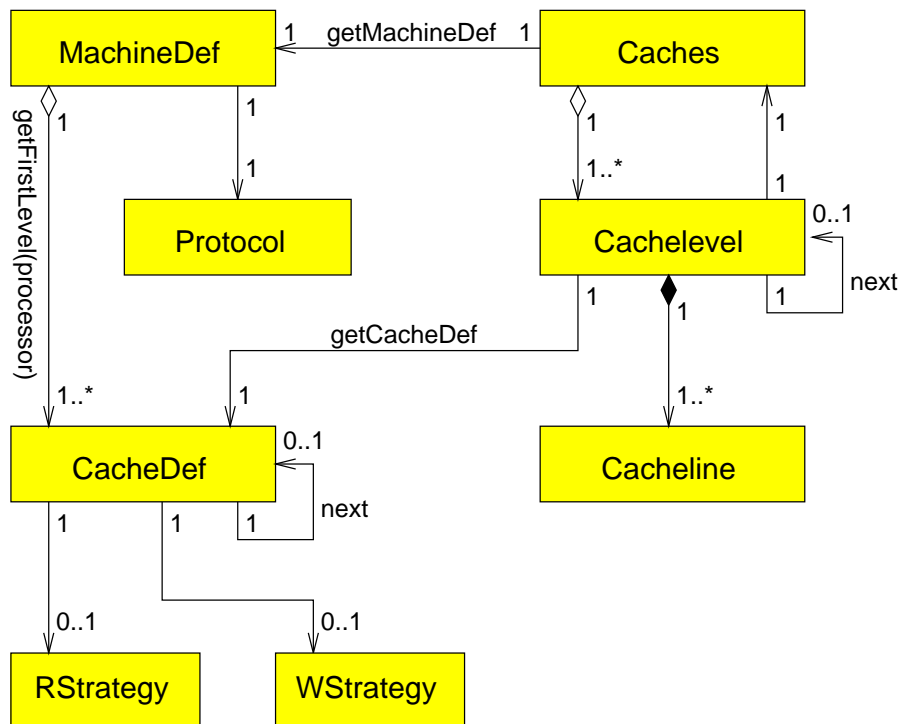 MachineDef
1
getMachineDef
1
Caches
1
1
1
1
getFirstLevel(processor)
1
1..*
1
Protocol
Cachelevel
0..1
next
1
1
1
getCacheDef
1..*
1
1..*
CacheDef
0..1
Cacheline
next
1
1
1
0..1
0..1
RStrategy
WStrategy